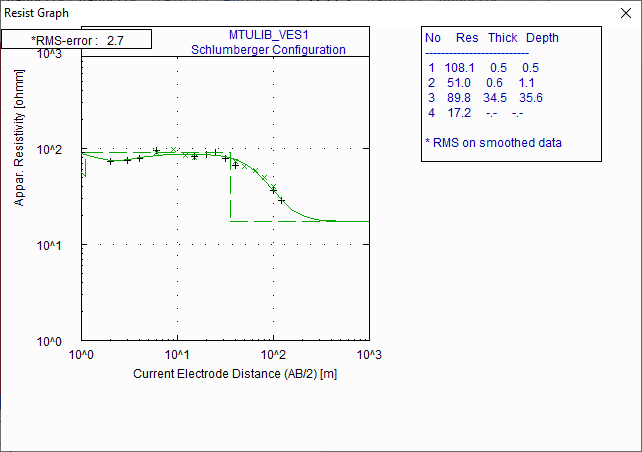 Resist Graph
*RMS-error : 2.7
MTULIB_VES1
Schlumberger Configuration
10^3
10^2
10^1
10^0
Appar. Resistivity [ohmm]
10^0 10^1 10^2 10^3
Current Electrode Distance (AB/2) [m]
No Res Thick Depth
---------------------------
1 108.1 0.5 0.5
2 51.0 0.6 1.1
3 89.8 34.5 35.6
4 17.2 -.- -.-
* RMS on smoothed data